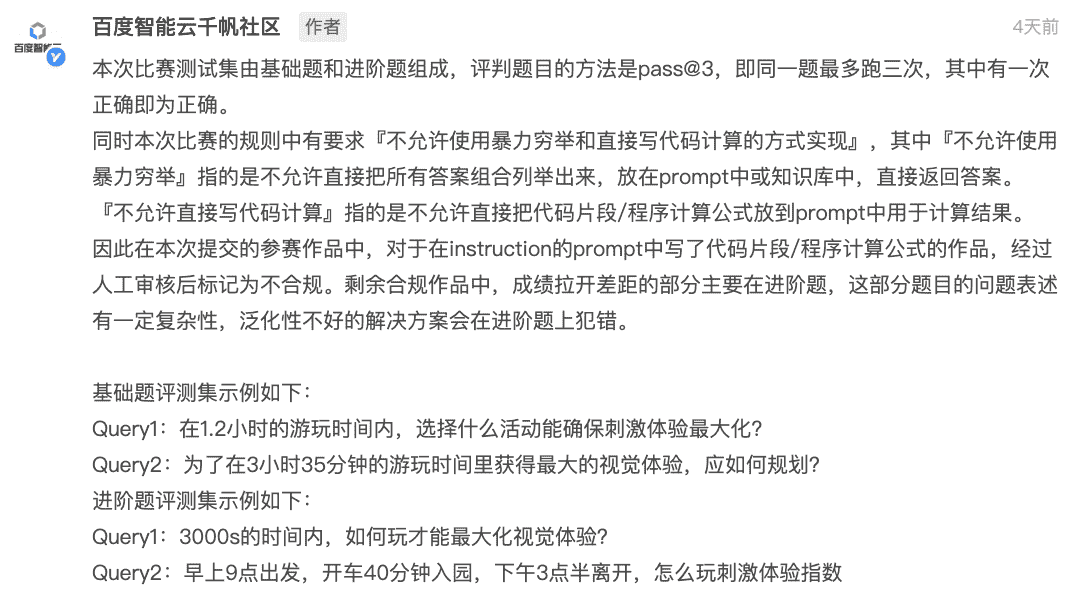 百度智能云千帆社区 作者 4天前
本次比赛测试集由基础题和进阶题组成，评判题目的方法是pass@3，即同一题最多跑三次，其中有一次
正确即为正确。
同时本次比赛的规则中有要求『不允许使用暴力穷举和直接写代码计算的方式实现』，其中『不允许使用
暴力穷举』指的是不允许直接把所有答案组合列举出来，放在prompt中或知识库中，直接返回答案。
『不允许直接写代码计算』指的是不允许直接把代码片段/程序计算公式放到prompt中用于计算结果。
因此在本次提交的参赛作品中，对于在instruction的prompt中写了代码片段/程序计算公式的作品，经过
人工审核后标记为不合规。剩余合规作品中，成绩拉开差距的部分主要在进阶题，这部分题目的问题表述
有一定复杂性，泛化性不好的解决方案会在进阶题上犯错。
基础题评测集示例如下：
Query1：在1.2小时的游玩时间内，选择什么活动能确保刺激体验最大化？
Query2：为了在3小时35分钟的游玩时间里获得最大的视觉体验，应如何规划？
进阶题评测集示例如下：
Query1：3000s的时间内，如何玩才能最大化视觉体验？
Query2：早上9点出发，开车40分钟入园，下午3点半离开，怎么玩刺激体验指数